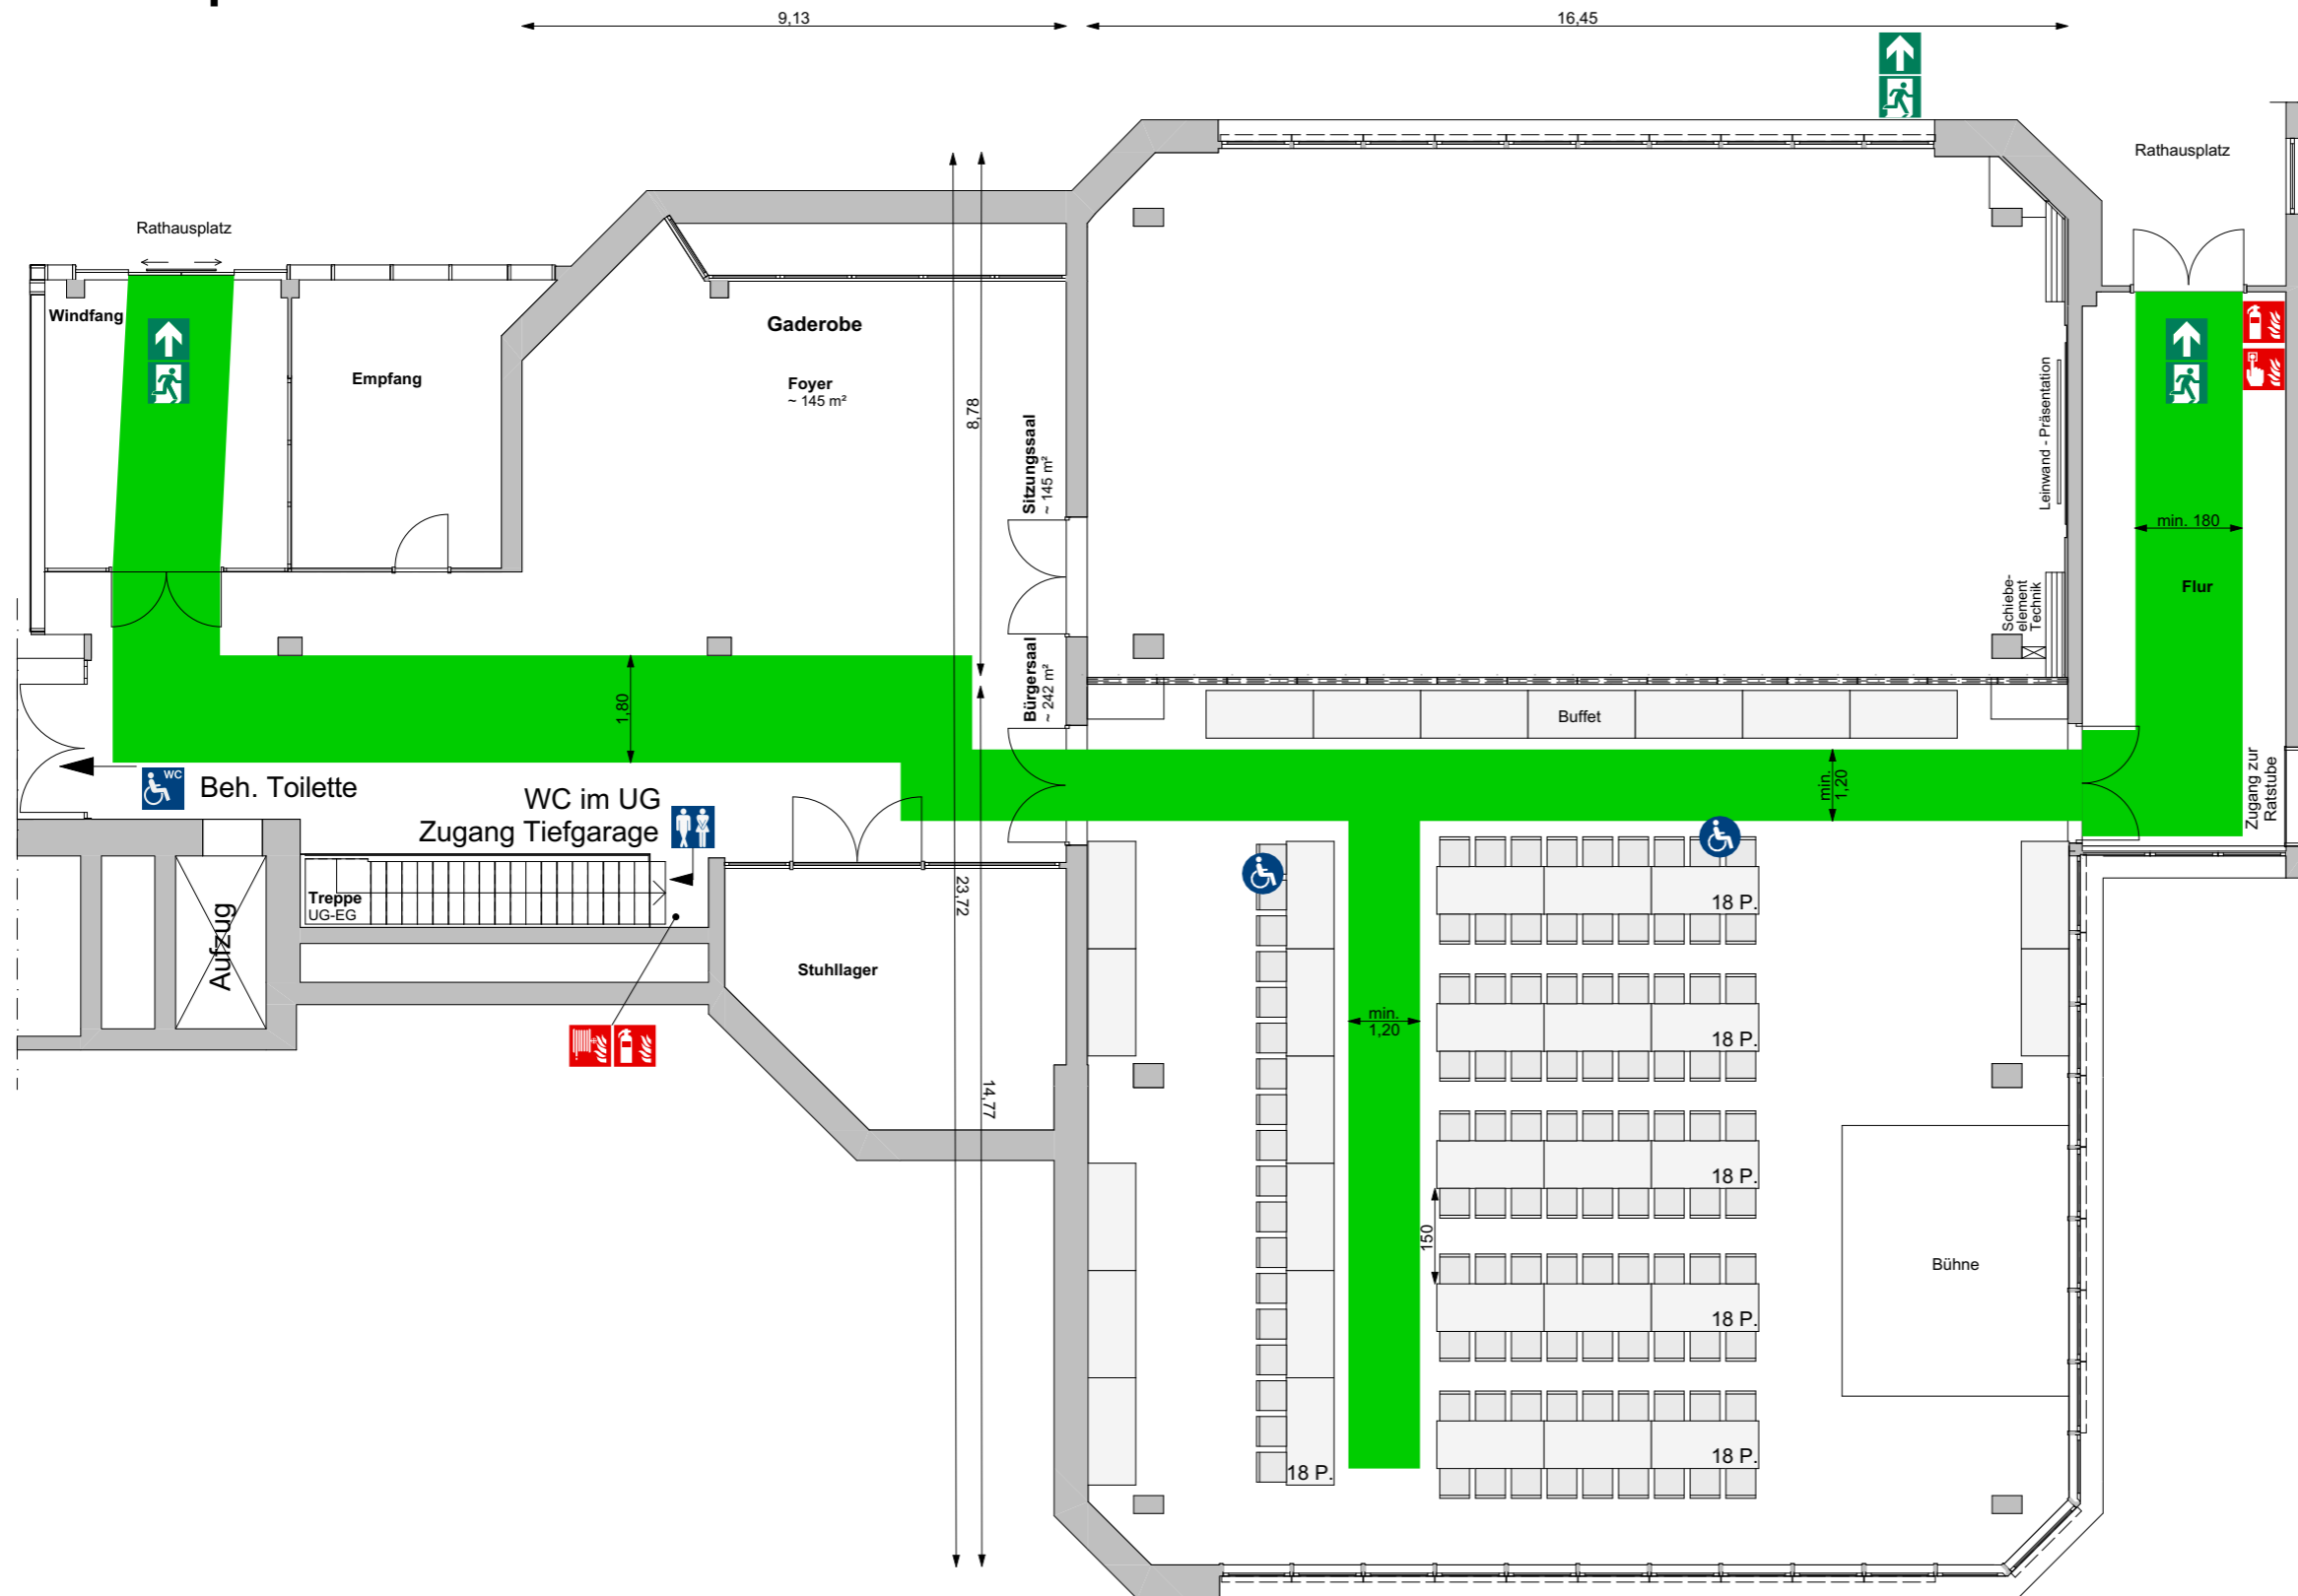 9,13
16,45
Rathausplatz
Rathausplatz
Windfang
Empfang
Gaderobe
Foyer
~ 145 m²
8,78
Sitzungssaal
~ 145 m²
Leinwand - Präsentation
min. 180
Flur
Schiebe-
element
Technik
Bürgersaal
~ 242 m²
1,80
Buffet
min.
1,20
Zugang zur
Ratstube
WC
Beh. Toilette
WC im UG
Zugang Tiefgarage
Treppe
UG-EG
Aufzug
23,72
Stuhllager
14,77
18 P.
min.
1,20
18 P.
18 P.
150
Bühne
18 P.
18 P.
18 P.